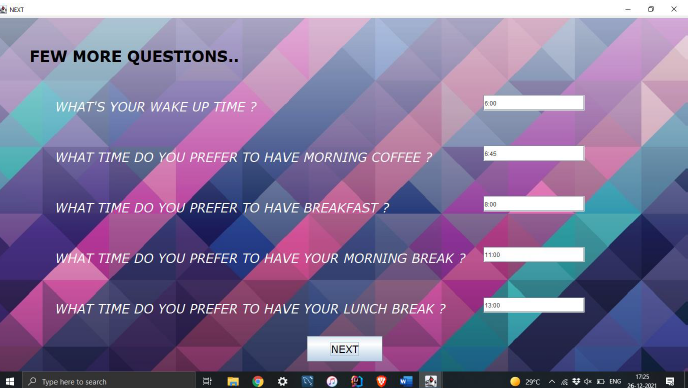 NEXT
FEW MORE QUESTIONS..
WHAT'S YOUR WAKE UP TIME ? 6:00
WHAT TIME DO YOU PREFER TO HAVE MORNING COFFEE ? 6:45
WHAT TIME DO YOU PREFER TO HAVE BREAKFAST ? 8:00
WHAT TIME DO YOU PREFER TO HAVE YOUR MORNING BREAK ? 11:00
WHAT TIME DO YOU PREFER TO HAVE YOUR LUNCH BREAK ? 13:00
NEXT
Type here to search 29°C ENG 17:25
26-12-2021